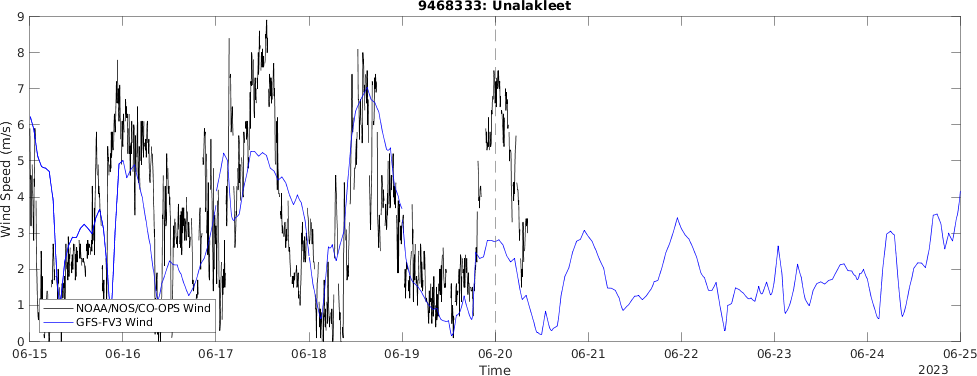 9468333: Unalakleet
9
8
7
6
5
4
3
2
1
0
Wind Speed (m/s)
NOAA/NOS/CO-OPS Wind
GFS-FV3 Wind
06-15 06-16 06-17 06-18 06-19 06-20 06-21 06-22 06-23 06-24 06-25
Time
2023